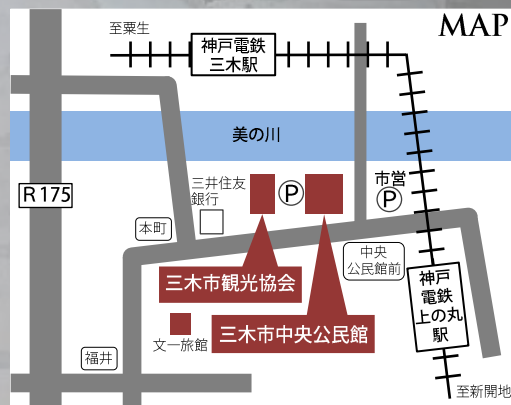 MAP
至粟生
神戸電鉄
三木駅
美の川
R 175
三井住友
銀行
P
市営
P
本町
中央
公民館前
三木市観光協会
神戸
電鉄
上の丸
駅
三木市中央公民館
文一旅館
福井
至新開地